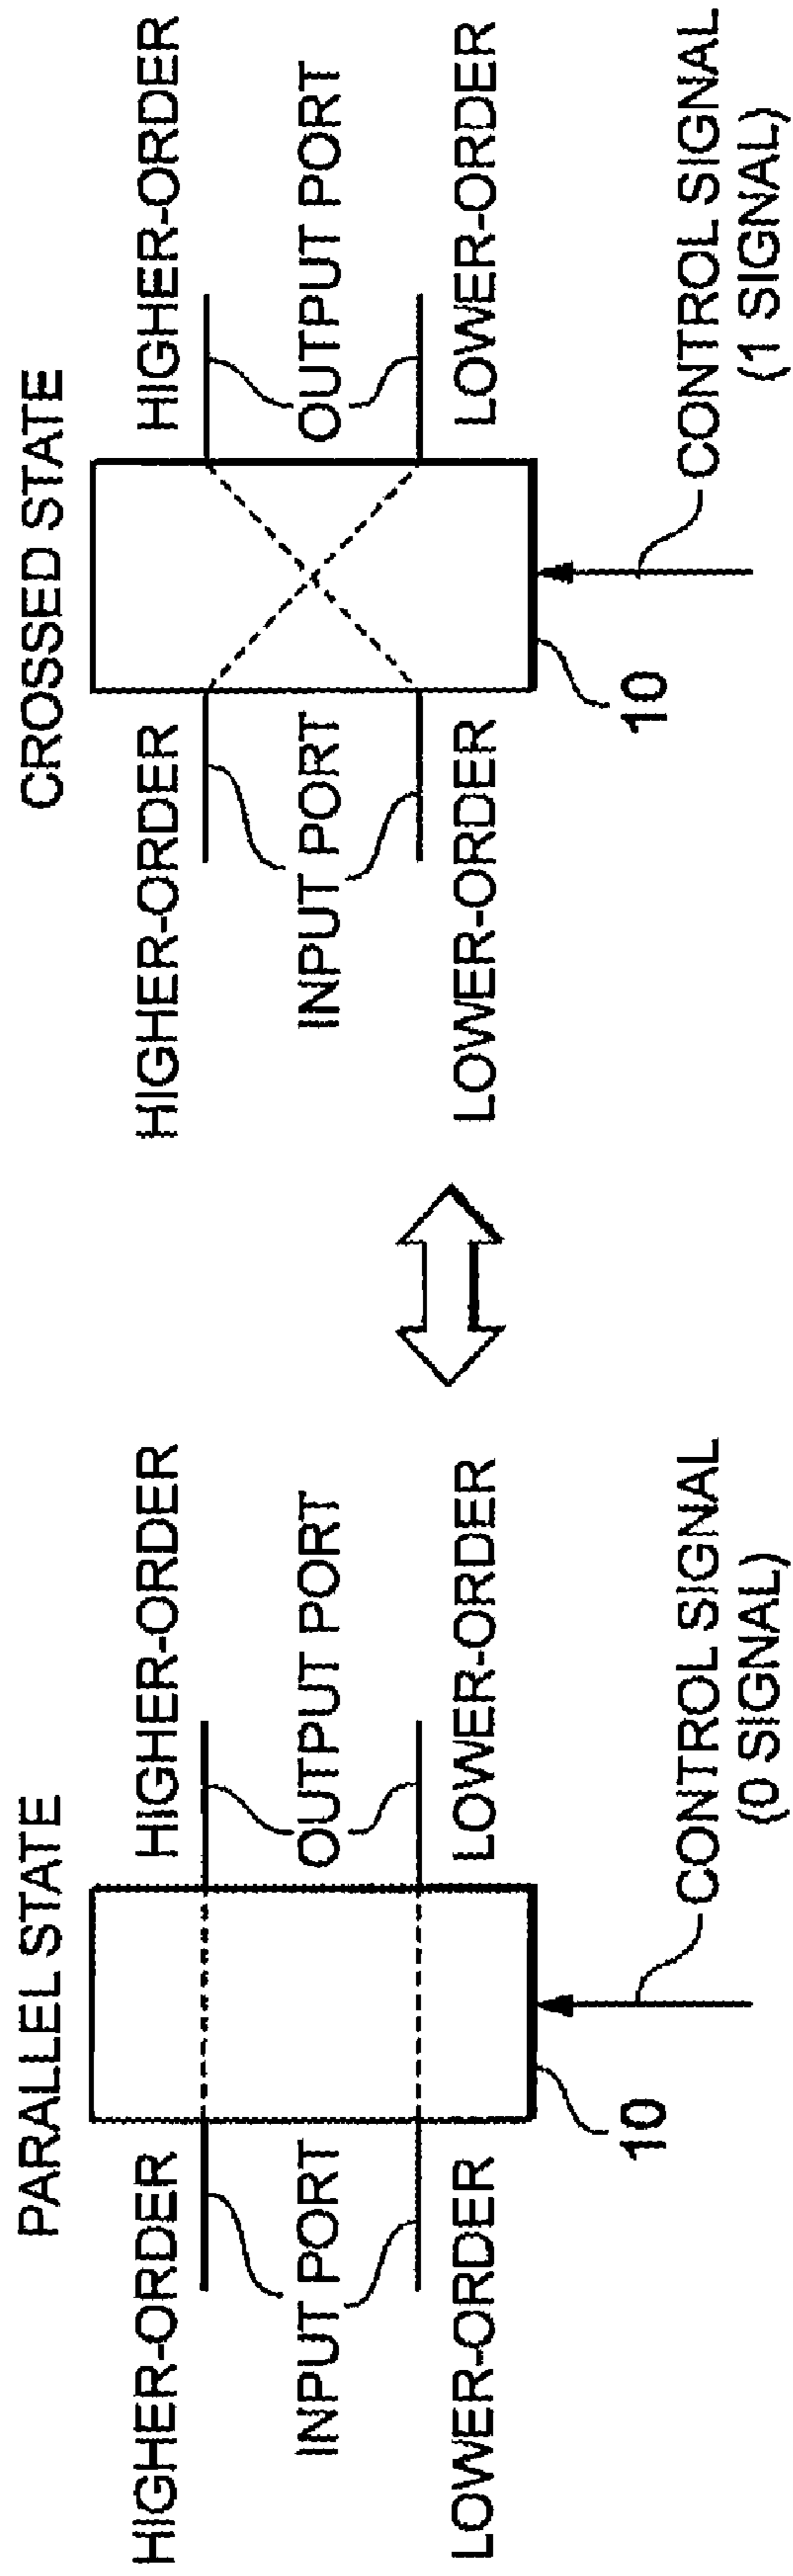 PARALLEL STATE
HIGHER-ORDER
HIGHER-ORDER
INPUT PORT
OUTPUT PORT
LOWER-ORDER
LOWER-ORDER
10
CONTROL SIGNAL
(0 SIGNAL)
CROSSED STATE
HIGHER-ORDER
HIGHER-ORDER
INPUT PORT
OUTPUT PORT
LOWER-ORDER
LOWER-ORDER
10
CONTROL SIGNAL
(1 SIGNAL)